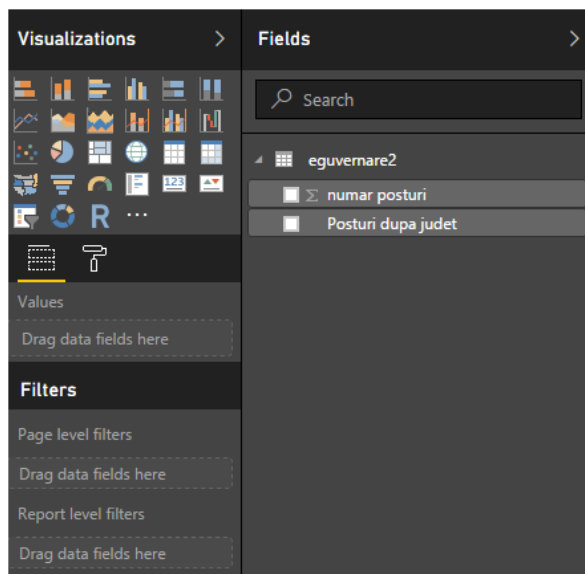 Visualizations
R
123
Values
Drag data fields here
Filters
Page level filters
Drag data fields here
Report level filters
Drag data fields here
Fields
Search
eguvernare2
Σ numar posturi
Posturi dupa judet